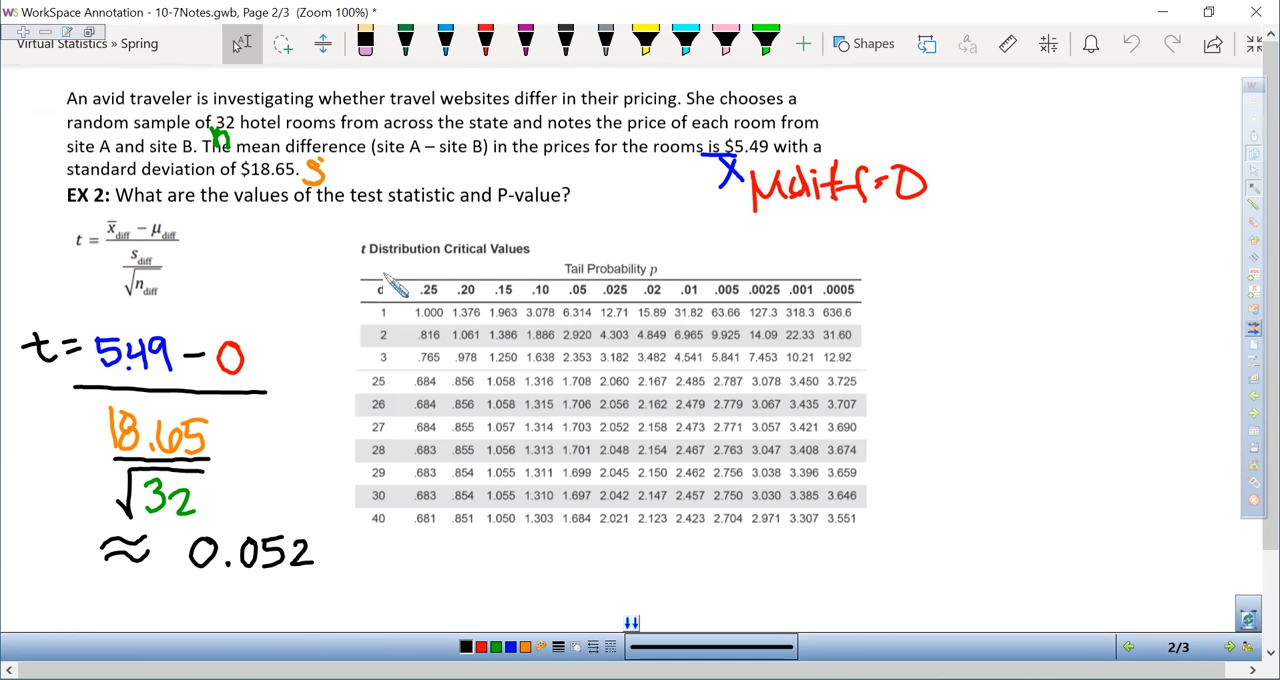 WorkSpace Annotation - 10-7Notes.gwb, Page 2/3 (Zoom 100%) *
Virtual Statistics » Spring
Shapes
An avid traveler is investigating whether travel websites differ in their pricing. She chooses a
random sample of 32 hotel rooms from across the state and notes the price of each room from
n
site A and site B. The mean difference (site A – site B) in the prices for the rooms is $5.49 with a
standard deviation of $18.65. S
x̄ μdiff = 0
EX 2: What are the values of the test statistic and P-value?
t = x̄diff − μdiff
sdiff
√ndiff
t Distribution Critical Values
Tail Probability p
.25 .20 .15 .10 .05 .025 .02 .01 .005 .0025 .001 .0005
1 1.000 1.376 1.963 3.078 6.314 12.71 15.89 31.82 63.66 127.3 318.3 636.6
2 .816 1.061 1.386 1.886 2.920 4.303 4.849 6.965 9.925 14.09 22.33 31.60
3 .765 .978 1.250 1.638 2.353 3.182 3.482 4.541 5.841 7.453 10.21 12.92
25 .684 .856 1.058 1.316 1.708 2.060 2.167 2.485 2.787 3.078 3.450 3.725
26 .684 .856 1.058 1.315 1.706 2.056 2.162 2.479 2.779 3.067 3.435 3.707
27 .684 .855 1.057 1.314 1.703 2.052 2.158 2.473 2.771 3.057 3.421 3.690
28 .683 .855 1.056 1.313 1.701 2.048 2.154 2.467 2.763 3.047 3.408 3.674
29 .683 .854 1.055 1.311 1.699 2.045 2.150 2.462 2.756 3.038 3.396 3.659
30 .683 .854 1.055 1.310 1.697 2.042 2.147 2.457 2.750 3.030 3.385 3.646
40 .681 .851 1.050 1.303 1.684 2.021 2.123 2.423 2.704 2.971 3.307 3.551
t = 5.49 − 0
18.65
√32
≈ 0.052
2/3